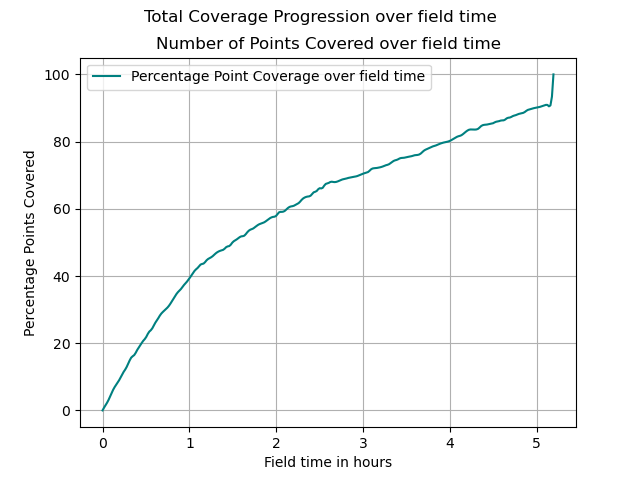 Total Coverage Progression over field time
Number of Points Covered over field time
Percentage Point Coverage over field time
100
80
60
40
20
0
Percentage Points Covered
0 1 2 3 4 5
Field time in hours